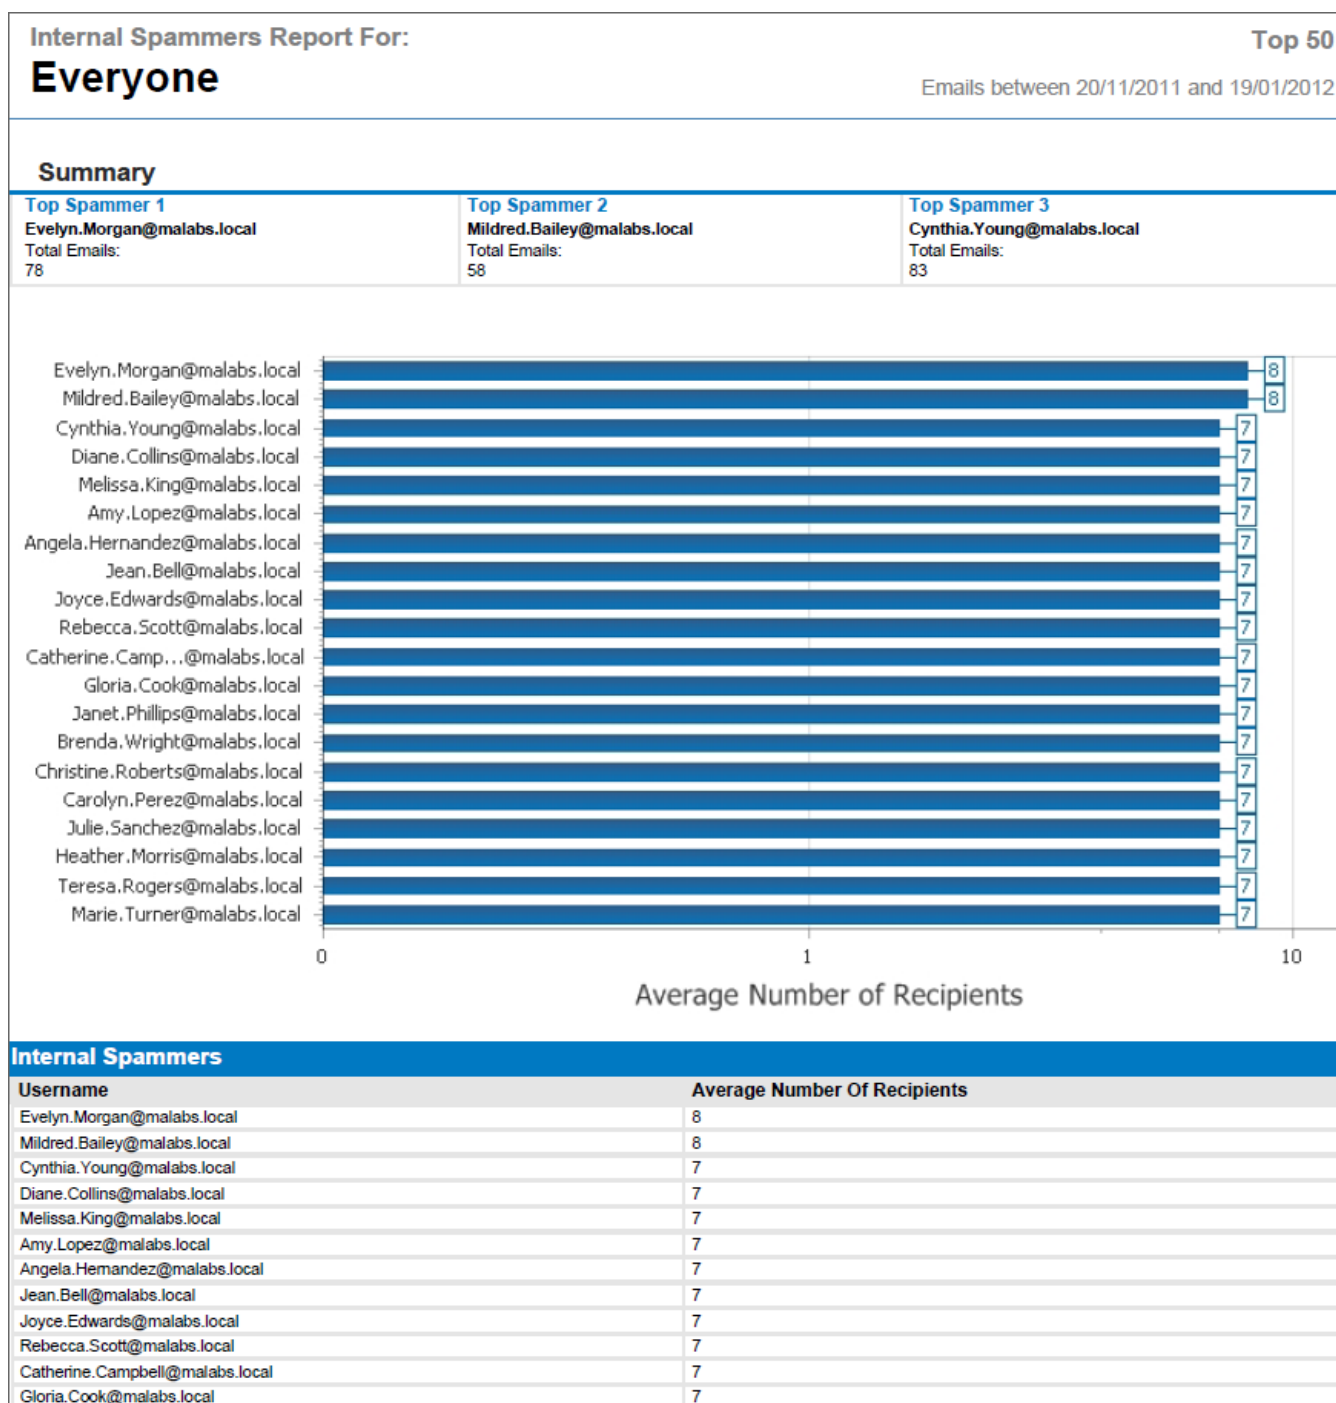 Internal Spammers Report For:
Top 50
Everyone
Emails between 20/11/2011 and 19/01/2012
Summary
Top Spammer 1
Evelyn.Morgan@malabs.local
Total Emails:
78
Top Spammer 2
Mildred.Bailey@malabs.local
Total Emails:
58
Top Spammer 3
Cynthia.Young@malabs.local
Total Emails:
83
Evelyn.Morgan@malabs.local 8
Mildred.Bailey@malabs.local 8
Cynthia.Young@malabs.local 7
Diane.Collins@malabs.local 7
Melissa.King@malabs.local 7
Amy.Lopez@malabs.local 7
Angela.Hernandez@malabs.local 7
Jean.Bell@malabs.local 7
Joyce.Edwards@malabs.local 7
Rebecca.Scott@malabs.local 7
Catherine.Camp...@malabs.local 7
Gloria.Cook@malabs.local 7
Janet.Phillips@malabs.local 7
Brenda.Wright@malabs.local 7
Christine.Roberts@malabs.local 7
Carolyn.Perez@malabs.local 7
Julie.Sanchez@malabs.local 7
Heather.Morris@malabs.local 7
Teresa.Rogers@malabs.local 7
Marie.Turner@malabs.local 7
0 1 10
Average Number of Recipients
Internal Spammers
Username Average Number Of Recipients
Evelyn.Morgan@malabs.local 8
Mildred.Bailey@malabs.local 8
Cynthia.Young@malabs.local 7
Diane.Collins@malabs.local 7
Melissa.King@malabs.local 7
Amy.Lopez@malabs.local 7
Angela.Hernandez@malabs.local 7
Jean.Bell@malabs.local 7
Joyce.Edwards@malabs.local 7
Rebecca.Scott@malabs.local 7
Catherine.Campbell@malabs.local 7
Gloria.Cook@malabs.local 7